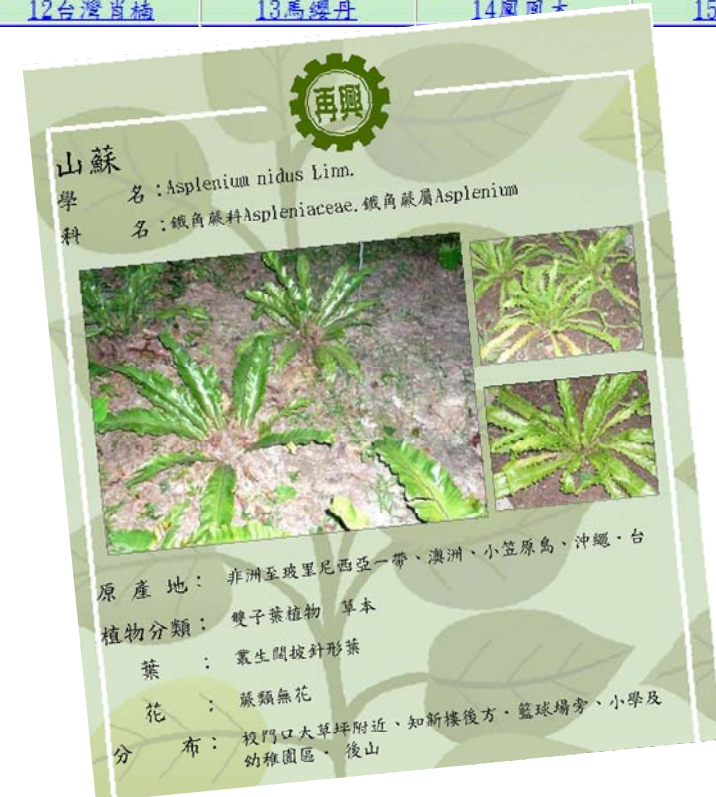 12台灣肖楠 13馬纓丹 14鳳凰木 15
再興
山蘇
學 名：Asplenium nidus Linn.
科 名：鐵角蕨科Aspleniaceae.鐵角蕨屬Asplenium
原 產 地： 非洲至玻里尼西亞一帶、澳洲、小笠原島、沖繩·台
植物分類： 雙子葉植物 草本
葉 ： 叢生闊披針形葉
花 ： 蕨類無花
分 布： 校門口大草坪附近、知新樓後方·籃球場旁、小學及
幼稚園區· 後山